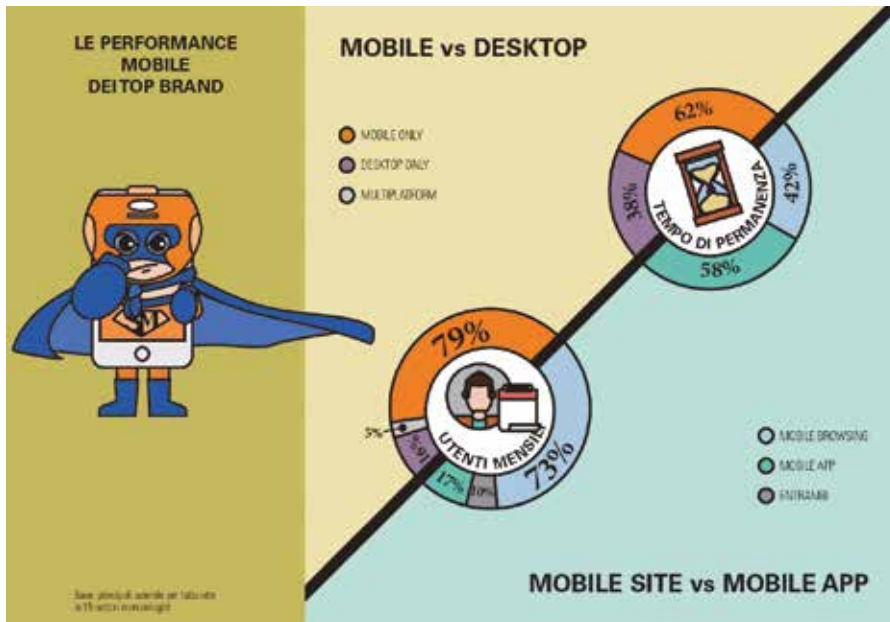 LE PERFORMANCE
MOBILE
DEI TOP BRAND
MOBILE vs DESKTOP
MOBILE ONLY
DESKTOP ONLY
MULTIPLATFORM
62%
38%
42%
58%
TEMPO DI PERMANENZA
79%
5%
16%
17%
10%
73%
UTENTI MENSILI
M
MOBILE BROWSING
MOBILE APP
ENTRAMBI
MOBILE SITE vs MOBILE APP